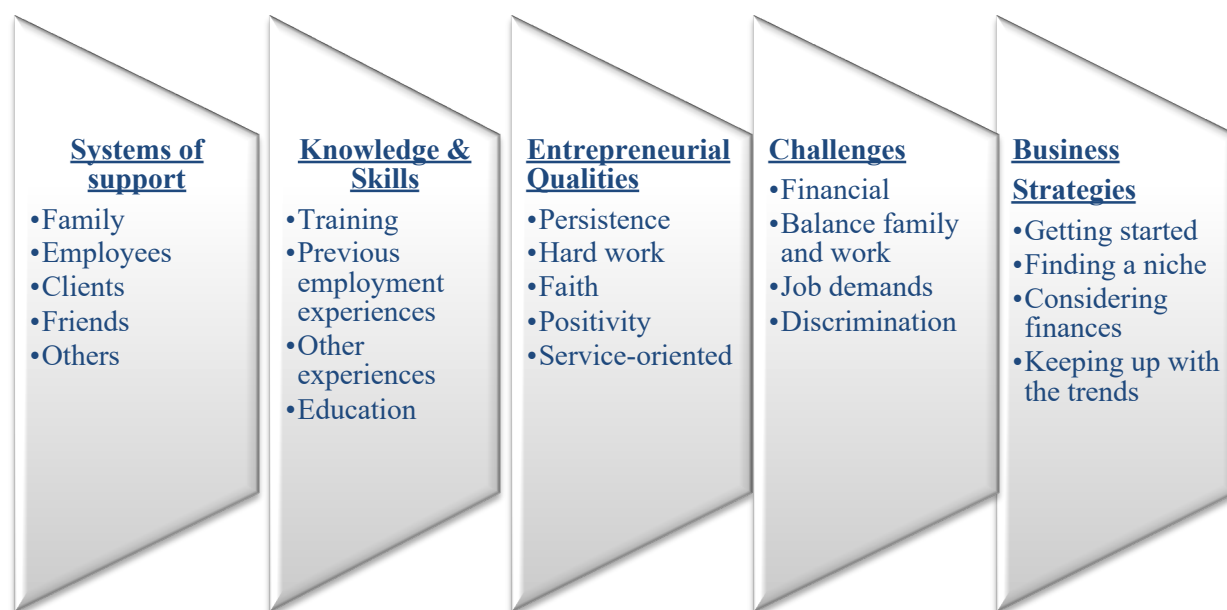 Systems of
support
•Family
•Employees
•Clients
•Friends
•Others
Knowledge &
Skills
•Training
•Previous
employment
experiences
•Other
experiences
•Education
Entrepreneurial
Qualities
•Persistence
•Hard work
•Faith
•Positivity
•Service-oriented
Challenges
•Financial
•Balance family
and work
•Job demands
•Discrimination
Business
Strategies
•Getting started
•Finding a niche
•Considering
finances
•Keeping up with
the trends